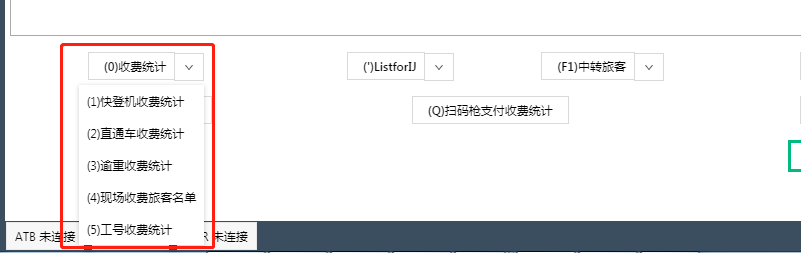 (0)收费统计
(')ListforIJ
(F1)中转旅客
(1)快登机收费统计
(Q)扫码枪支付收费统计
(2)直通车收费统计
(3)逾重收费统计
(4)现场收费旅客名单
(5)工号收费统计
ATB 未连接
R 未连接